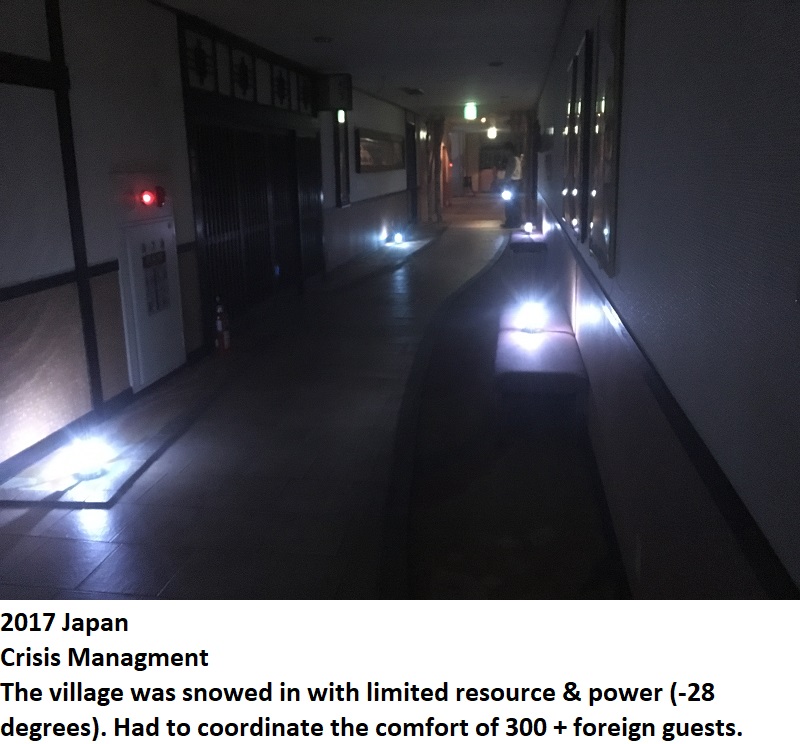 2017 Japan
Crisis Managment
The village was snowed in with limited resource & power (-28
degrees). Had to coordinate the comfort of 300 + foreign guests.